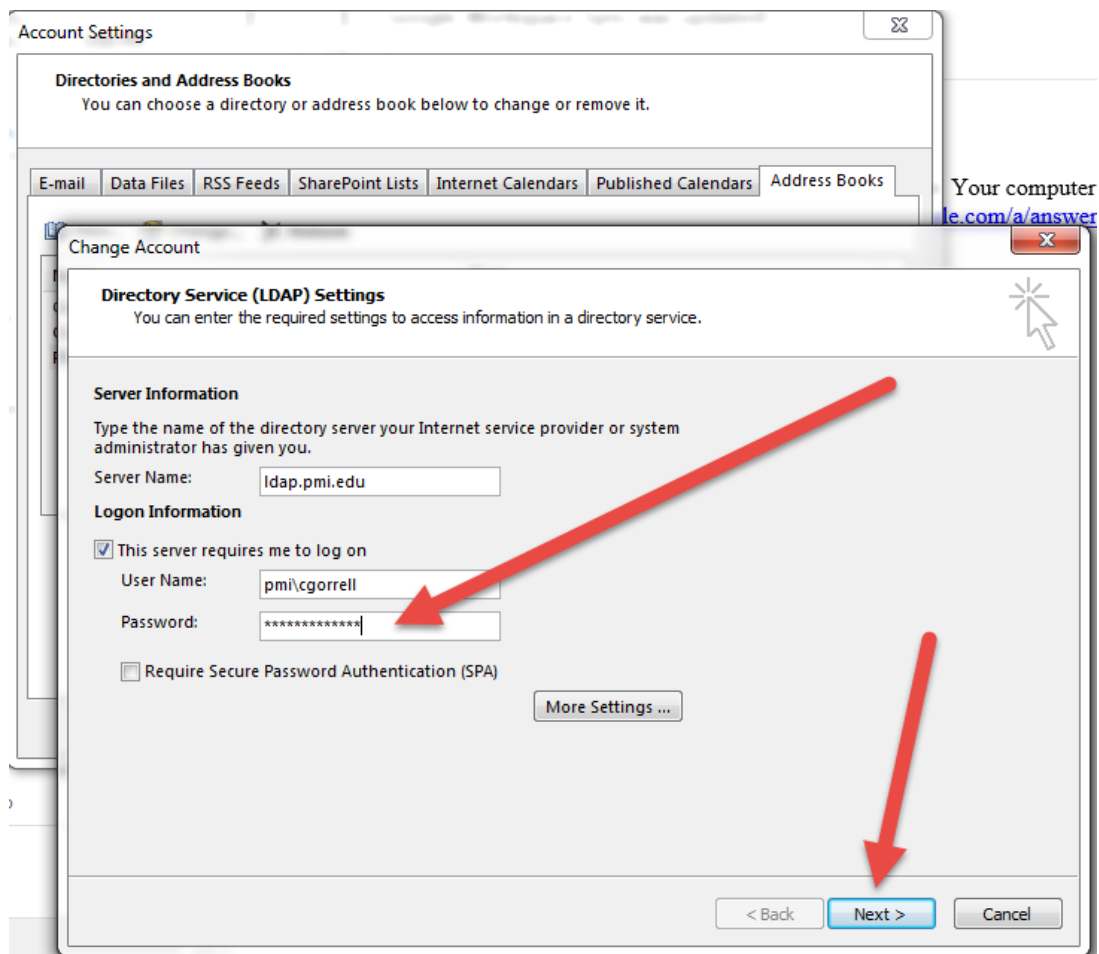 Account Settings
Directories and Address Books
You can choose a directory or address book below to change or remove it.
E-mail Data Files RSS Feeds SharePoint Lists Internet Calendars Published Calendars Address Books
Your computer
le.com/a/answer
Change Account
Directory Service (LDAP) Settings
You can enter the required settings to access information in a directory service.
Server Information
Type the name of the directory server your Internet service provider or system
administrator has given you.
Server Name: ldap.pmi.edu
Logon Information
This server requires me to log on
User Name: pmi\cgorrell
Password: *************
Require Secure Password Authentication (SPA)
More Settings ...
< Back Next > Cancel